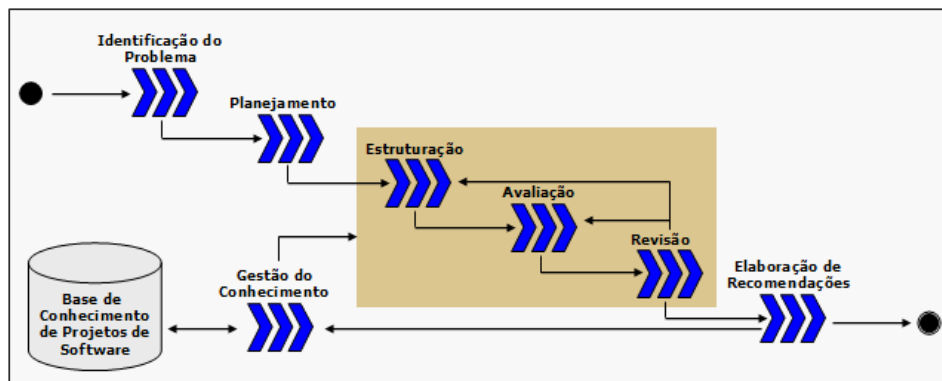 Identificação do
Problema
Planejamento
Estruturação
Avaliação
Revisão
Elaboração de
Recomendações
Gestão do
Conhecimento
Base de
Conhecimento
de Projetos de
Software